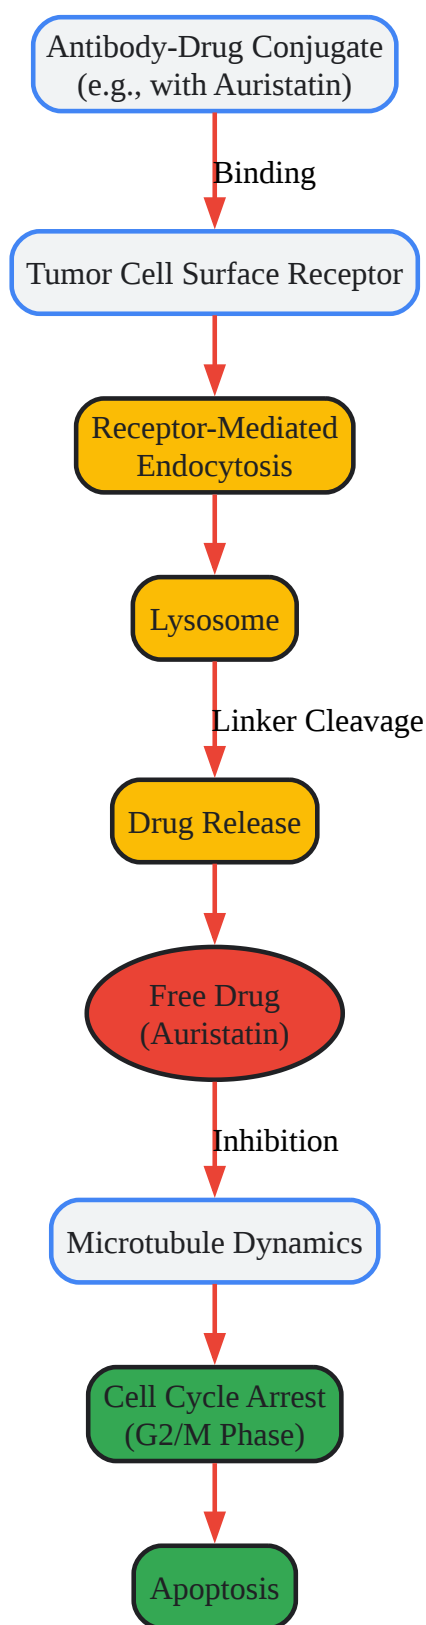 Antibody-Drug Conjugate
(e.g., with Auristatin)
Binding
Tumor Cell Surface Receptor
Receptor-Mediated
Endocytosis
Lysosome
Linker Cleavage
Drug Release
Free Drug
(Auristatin)
Inhibition
Microtubule Dynamics
Cell Cycle Arrest
(G2/M Phase)
Apoptosis